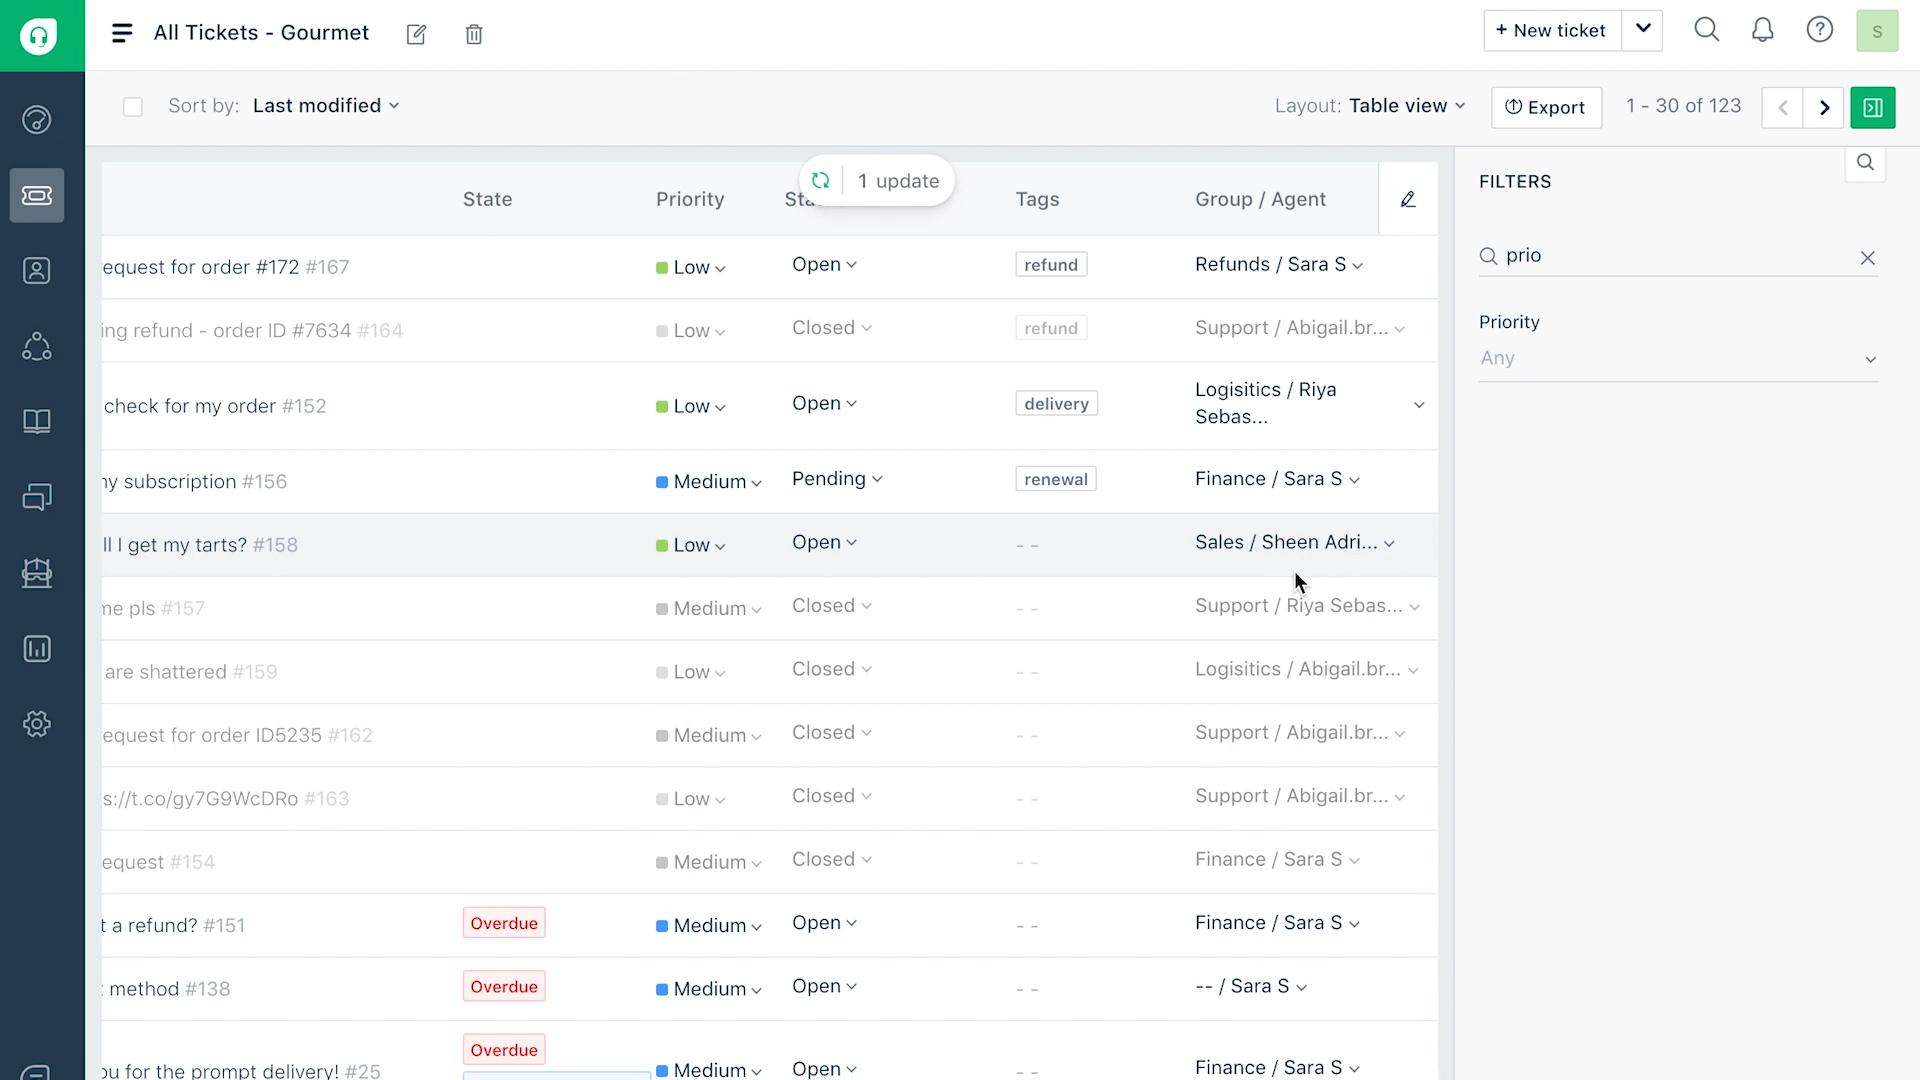 All Tickets - Gourmet
+ New ticket
S
Sort by: Last modified
Layout: Table view
Export
1 - 30 of 123
1 update
State
Priority
Tags
Group / Agent
equest for order #172 #167
Low
Open
refund
Refunds / Sara S
ing refund - order ID #7634 #164
Low
Closed
refund
Support / Abigail.br...
check for my order #152
Low
Open
delivery
Logisitics / Riya
Sebas...
ny subscription #156
Medium
Pending
renewal
Finance / Sara S
ll I get my tarts? #158
Low
Open
- -
Sales / Sheen Adri...
me pls #157
Medium
Closed
- -
Support / Riya Sebas...
are shattered #159
Low
Closed
- -
Logisitics / Abigail.br...
equest for order ID5235 #162
Medium
Closed
- -
Support / Abigail.br...
s://t.co/gy7G9WcDRo #163
Low
Closed
- -
Support / Abigail.br...
equest #154
Medium
Closed
- -
Finance / Sara S
t a refund? #151
Overdue
Medium
Open
- -
Finance / Sara S
: method #138
Overdue
Medium
Open
- -
-- / Sara S
ou for the prompt delivery! #25
Overdue
Medium
Open
- -
Finance / Sara S
FILTERS
prio
Priority
Any